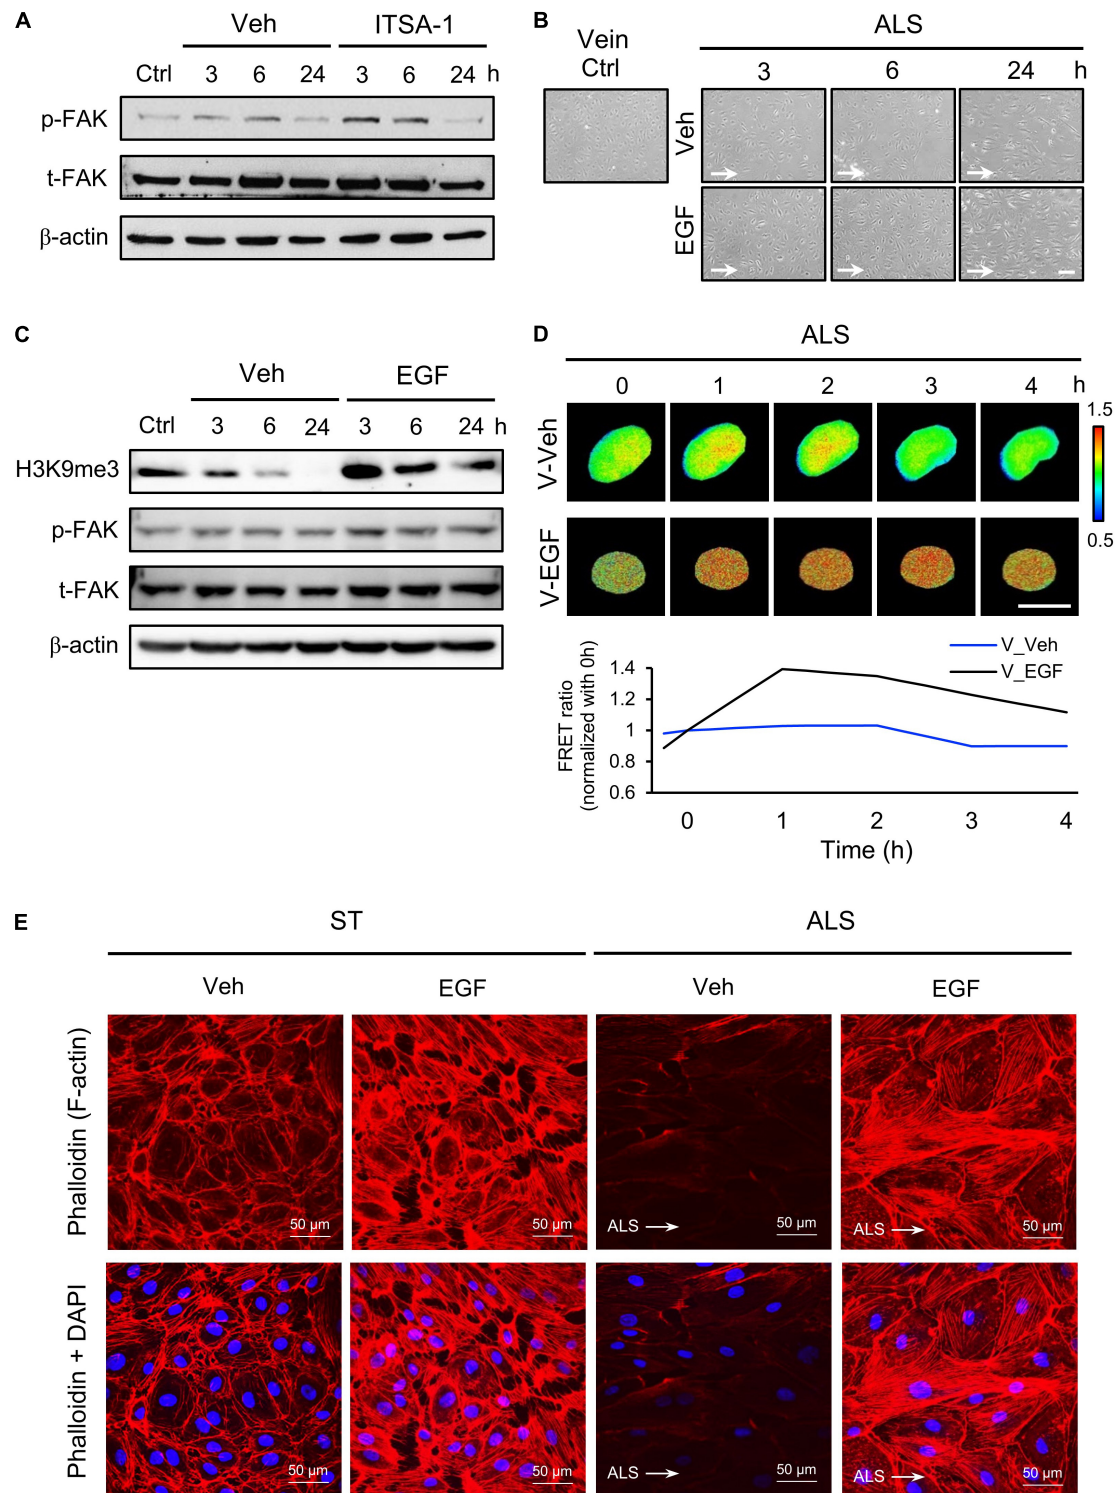 A
Veh
ITSA-1
Ctrl 3 6 24 3 6 24 h
p-FAK
t-FAK
β-actin
B
Vein
Ctrl
ALS
3 6 24 h
Veh
EGF
C
Veh
EGF
Ctrl 3 6 24 3 6 24 h
H3K9me3
p-FAK
t-FAK
β-actin
D
ALS
0 1 2 3 4 h
V-Veh
V-EGF
1.5
0.5
V_Veh
V_EGF
FRET ratio
(normalized with 0h)
1.4
1.2
1
0.8
0.6
0 1 2 3 4
Time (h)
E
ST
ALS
Veh EGF Veh EGF
Phalloidin (F-actin)
50 µm
50 µm
ALS
50 µm
ALS
50 µm
Phalloidin + DAPI
50 µm
50 µm
ALS
50 µm
ALS
50 µm